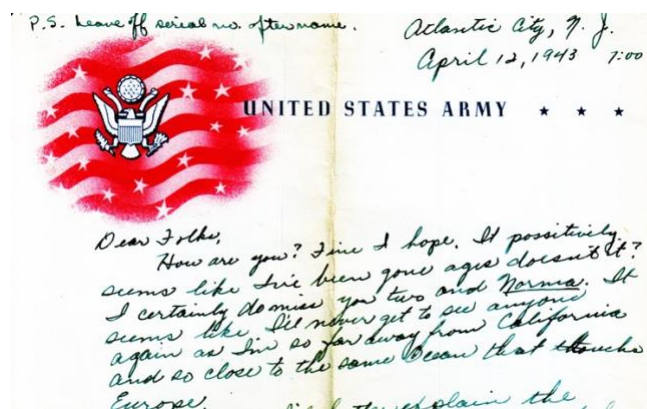 P.S. Leave off serial no. after name.
Atlantic City, N. J.
April 12, 1943 7:00
UNITED STATES ARMY ★ ★ ★
Dear Folks,
How are you? Fine I hope. It possitively
seems like I've been gone ages doesn't it?
I certainly do miss you two and Norma. It
seems like I'll never get to see anyone
again as I'm so far away from California
and so close to the same Ocean that touchs
Europe.
explain the